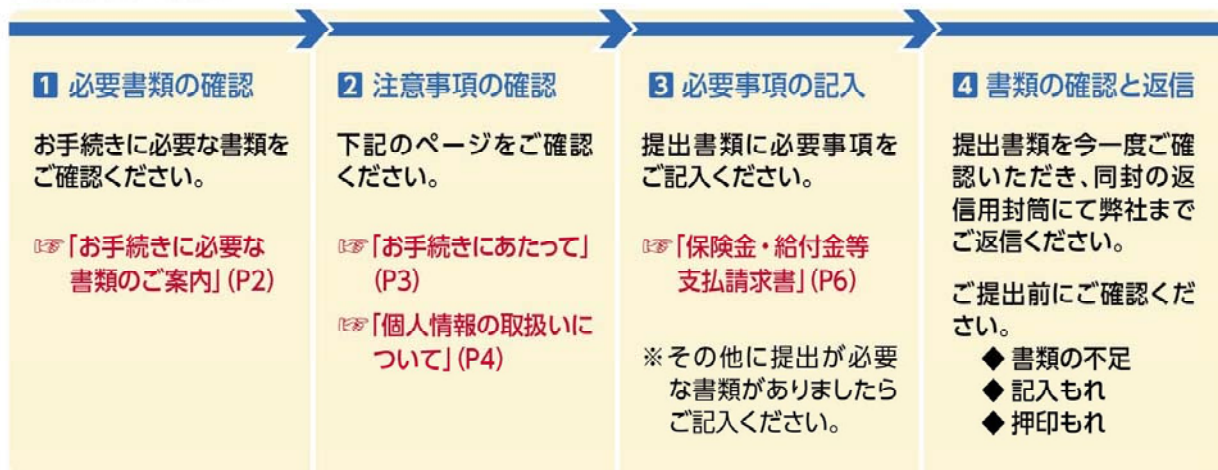 1 必要書類の確認
お手続きに必要な書類を
ご確認ください。
☞「お手続きに必要な
書類のご案内」(P2)
2 注意事項の確認
下記のページをご確認
ください。
☞「お手続きにあたって」
(P3)
☞「個人情報の取扱いに
ついて」(P4)
3 必要事項の記入
提出書類に必要事項を
ご記入ください。
☞「保険金・給付金等
支払請求書」(P6)
※その他に提出が必要
な書類がありましたら
ご記入ください。
4 書類の確認と返信
提出書類を今一度ご確
認いただき、同封の返
信用封筒にて弊社まで
ご返信ください。
ご提出前にご確認くだ
さい。
◆ 書類の不足
◆ 記入もれ
◆ 押印もれ